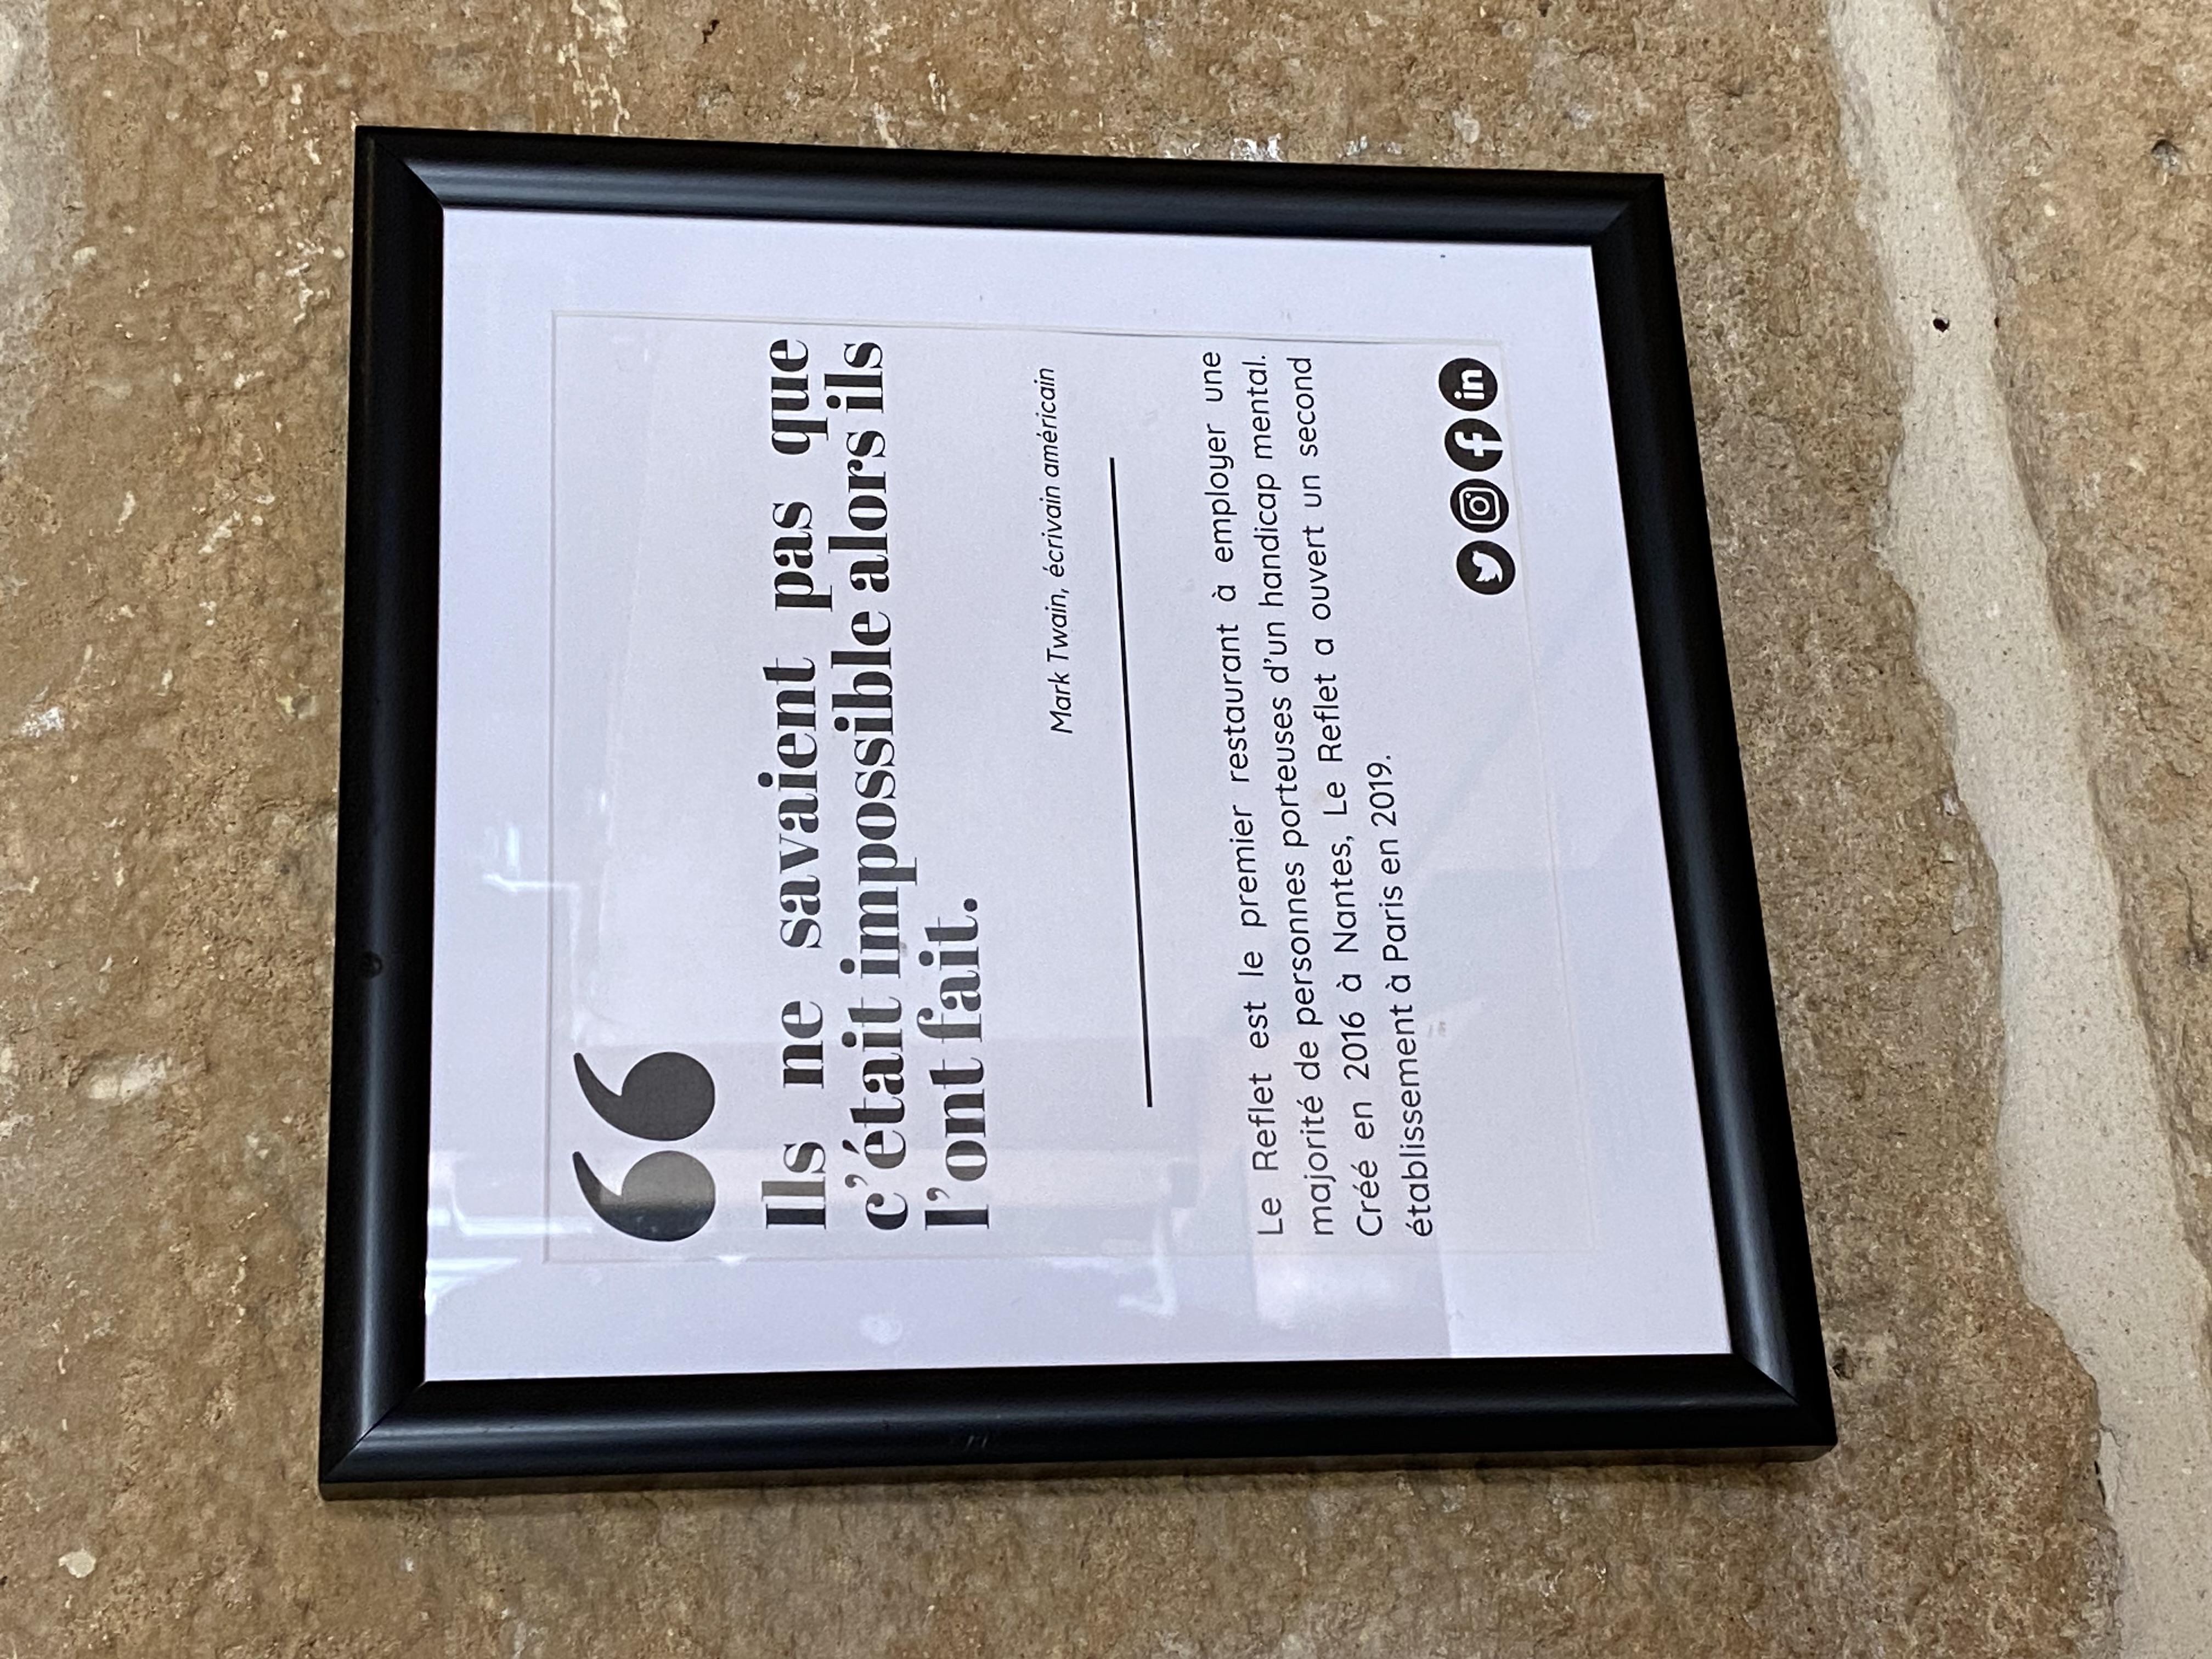 “
Ils ne savaient pas que
c'était impossible alors ils
l'ont fait.
Mark Twain, écrivain américain
Le Reflet est le premier restaurant à employer une
majorité de personnes porteuses d'un handicap mental.
Créé en 2016 à Nantes, Le Reflet a ouvert un second
établissement à Paris en 2019.
f in